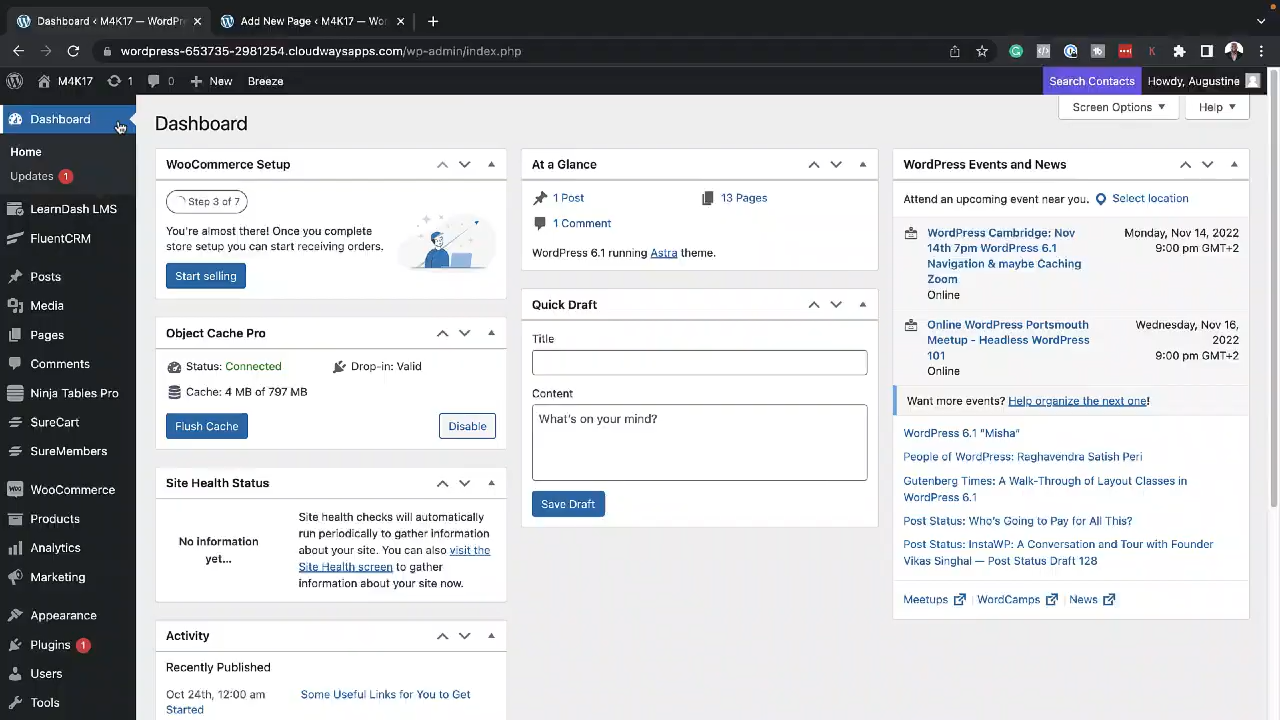 Dashboard ‹ M4K17 — WordPr
Add New Page ‹ M4K17 — Wo
wordpress-653735-2981254.cloudwaysapps.com/wp-admin/index.php
M4K17
1
0
New
Breeze
Search Contacts
Howdy, Augustine
Dashboard
Home
Updates 1
LearnDash LMS
FluentCRM
Posts
Media
Pages
Comments
Ninja Tables Pro
SureCart
SureMembers
WooCommerce
Products
Analytics
Marketing
Appearance
Plugins 1
Users
Tools
Screen Options
Help
Dashboard
WooCommerce Setup
Step 3 of 7
You're almost there! Once you complete
store setup you can start receiving orders.
Start selling
Object Cache Pro
Status: Connected
Drop-in: Valid
Cache: 4 MB of 797 MB
Flush Cache
Disable
Site Health Status
No information
yet...
Site health checks will automatically
run periodically to gather information
about your site. You can also visit the
Site Health screen to gather
information about your site now.
Activity
Recently Published
Oct 24th, 12:00 am
Some Useful Links for You to Get
Started
At a Glance
1 Post
13 Pages
1 Comment
WordPress 6.1 running Astra theme.
Quick Draft
Title
Content
What's on your mind?
Save Draft
WordPress Events and News
Attend an upcoming event near you.
Select location
WordPress Cambridge: Nov
14th 7pm WordPress 6.1
Navigation & maybe Caching
Zoom
Online
Monday, Nov 14, 2022
9:00 pm GMT+2
Online WordPress Portsmouth
Meetup - Headless WordPress
101
Online
Wednesday, Nov 16,
2022
9:00 pm GMT+2
Want more events? Help organize the next one!
WordPress 6.1 "Misha"
People of WordPress: Raghavendra Satish Peri
Gutenberg Times: A Walk-Through of Layout Classes in
WordPress 6.1
Post Status: Who's Going to Pay for All This?
Post Status: InstaWP: A Conversation and Tour with Founder
Vikas Singhal — Post Status Draft 128
Meetups
WordCamps
News